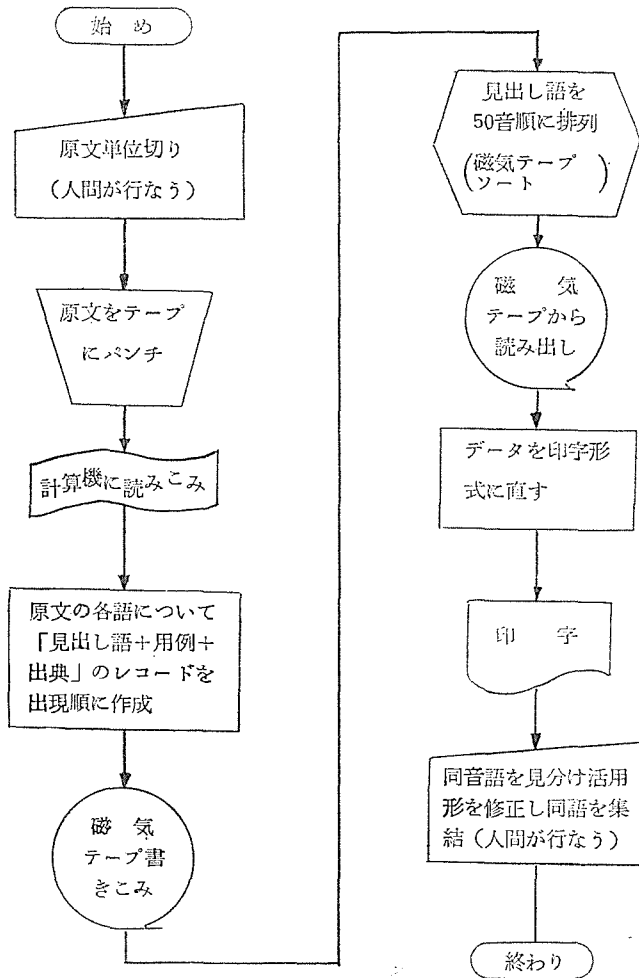 始め
原文単位切り
（人間が行なう）
原文をテープ
にパンチ
計算機に読みこみ
原文の各語について
「見出し語＋用例＋
出典」のレコードを
出現順に作成
磁気
テープ書
きこみ
見出し語を
50音順に排列
（磁気テープ
ソート）
磁気
テープから
読み出し
データを印字形
式に直す
印字
同音語を見分け活用
形を修正し同語を集
結（人間が行なう）
終わり